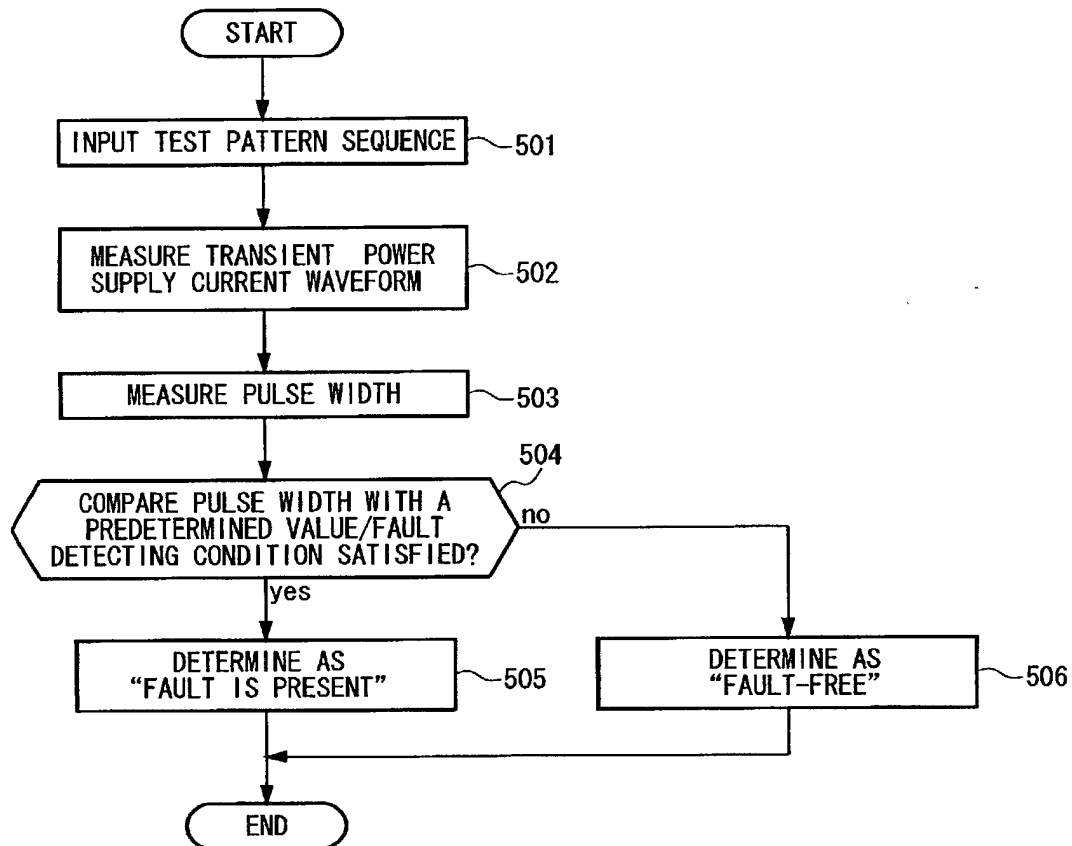 START
INPUT TEST PATTERN SEQUENCE
501
MEASURE TRANSIENT POWER
SUPPLY CURRENT WAVEFORM
502
MEASURE PULSE WIDTH
503
504
COMPARE PULSE WIDTH WITH A
PREDETERMINED VALUE/FAULT
DETECTING CONDITION SATISFIED?
no
yes
DETERMINE AS
“FAULT IS PRESENT”
505
DETERMINE AS
“FAULT-FREE”
506
END